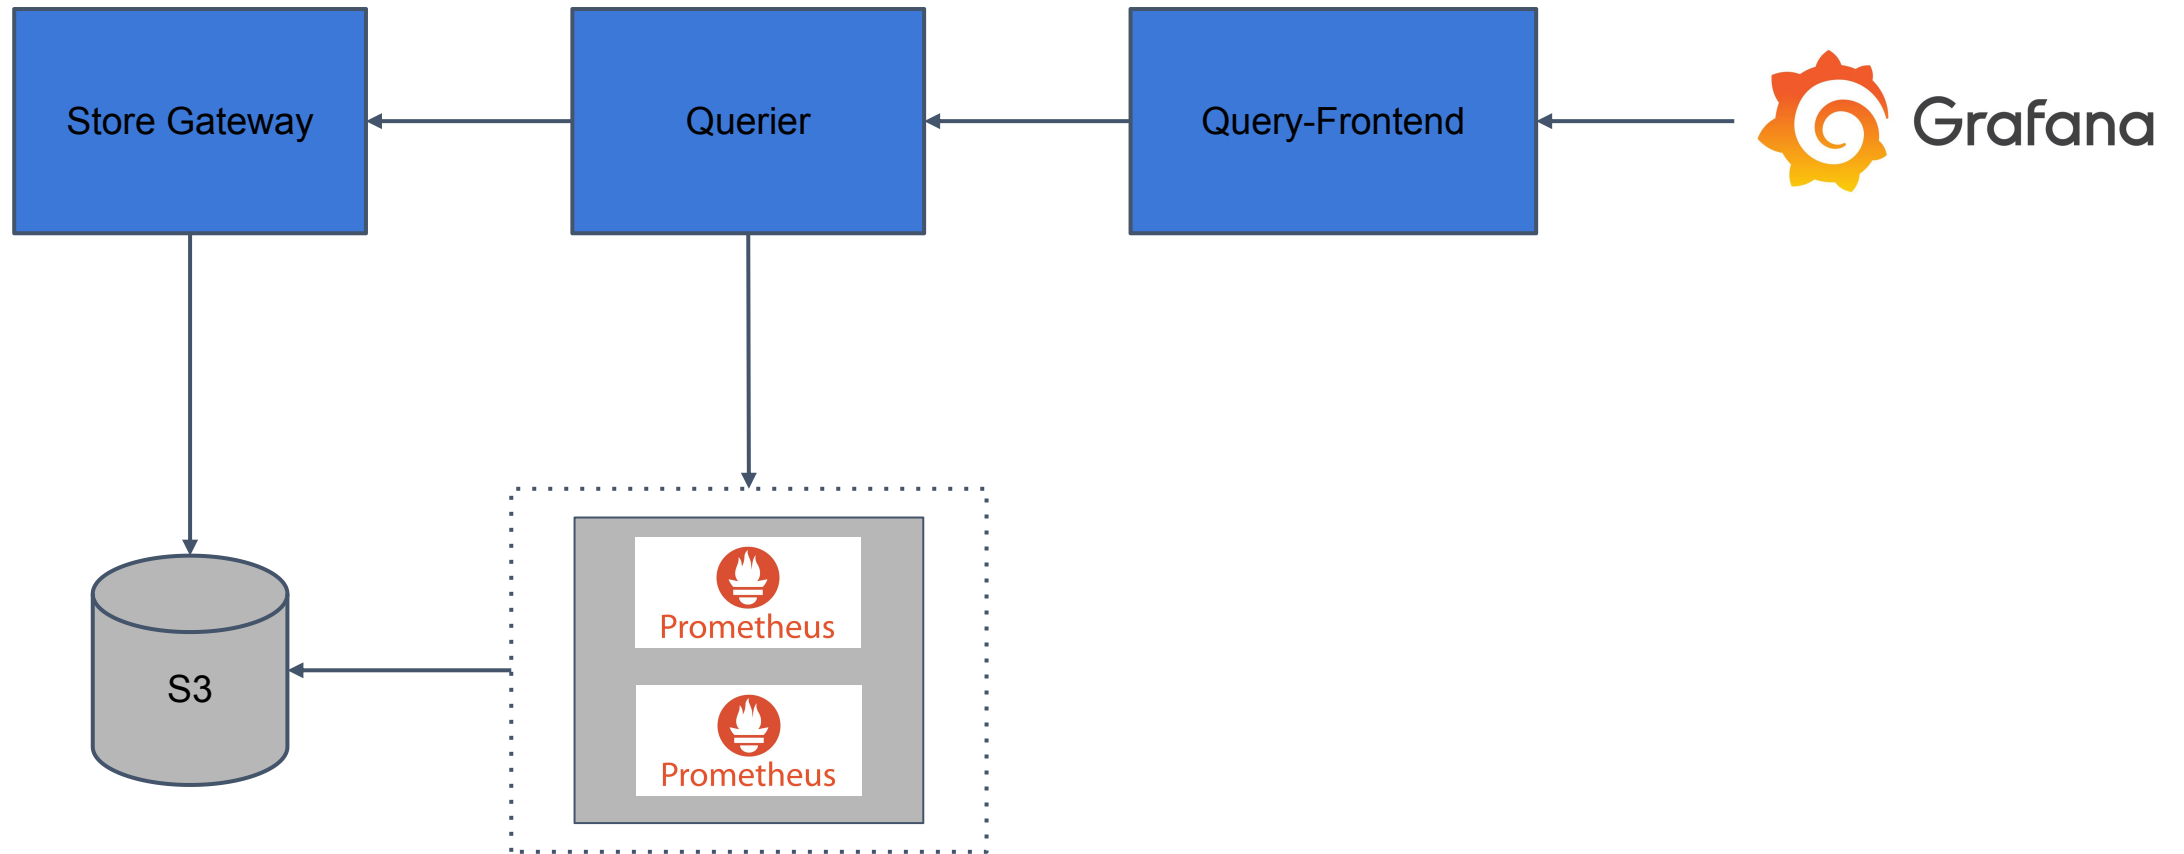 Store Gateway
Querier
Query-Frontend
Grafana
Prometheus
S3
Prometheus